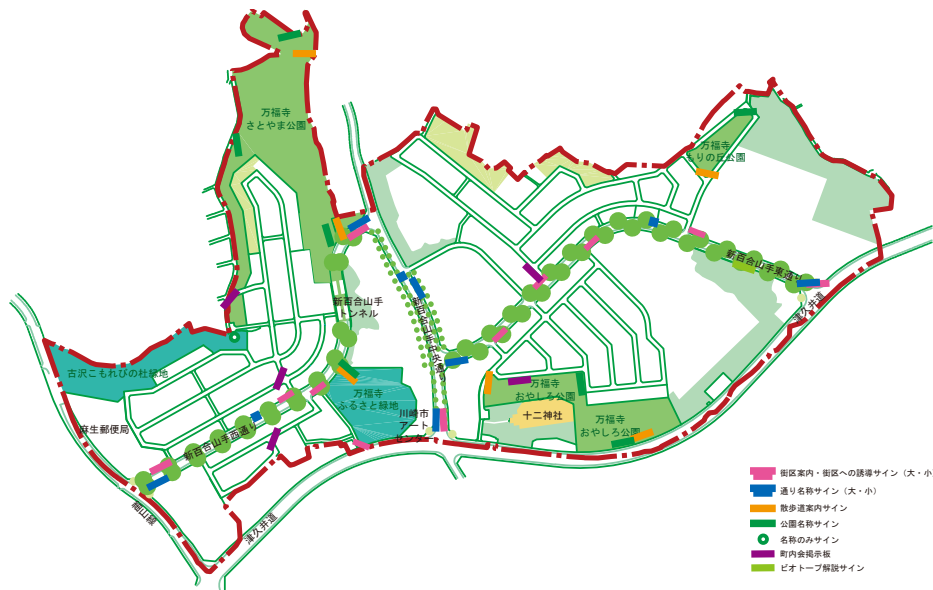 万福寺
さとやま公園
万福寺
もりの丘公園
新百合山手東通り
津久井道
新百合山手
トンネル
新百合山手中央通り
古沢こもれびの杜緑地
万福寺
ふるさと緑地
万福寺
おやしろ公園
十二神社
万福寺
おやしろ公園
川崎市
アート
センター
麻生郵便局
新百合山手西通り
細山線
津久井道
街区案内・街区への誘導サイン（大・小）
通り名称サイン（大・小）
散歩道案内サイン
公園名称サイン
名称のみサイン
町内会掲示板
ビオトープ解説サイン